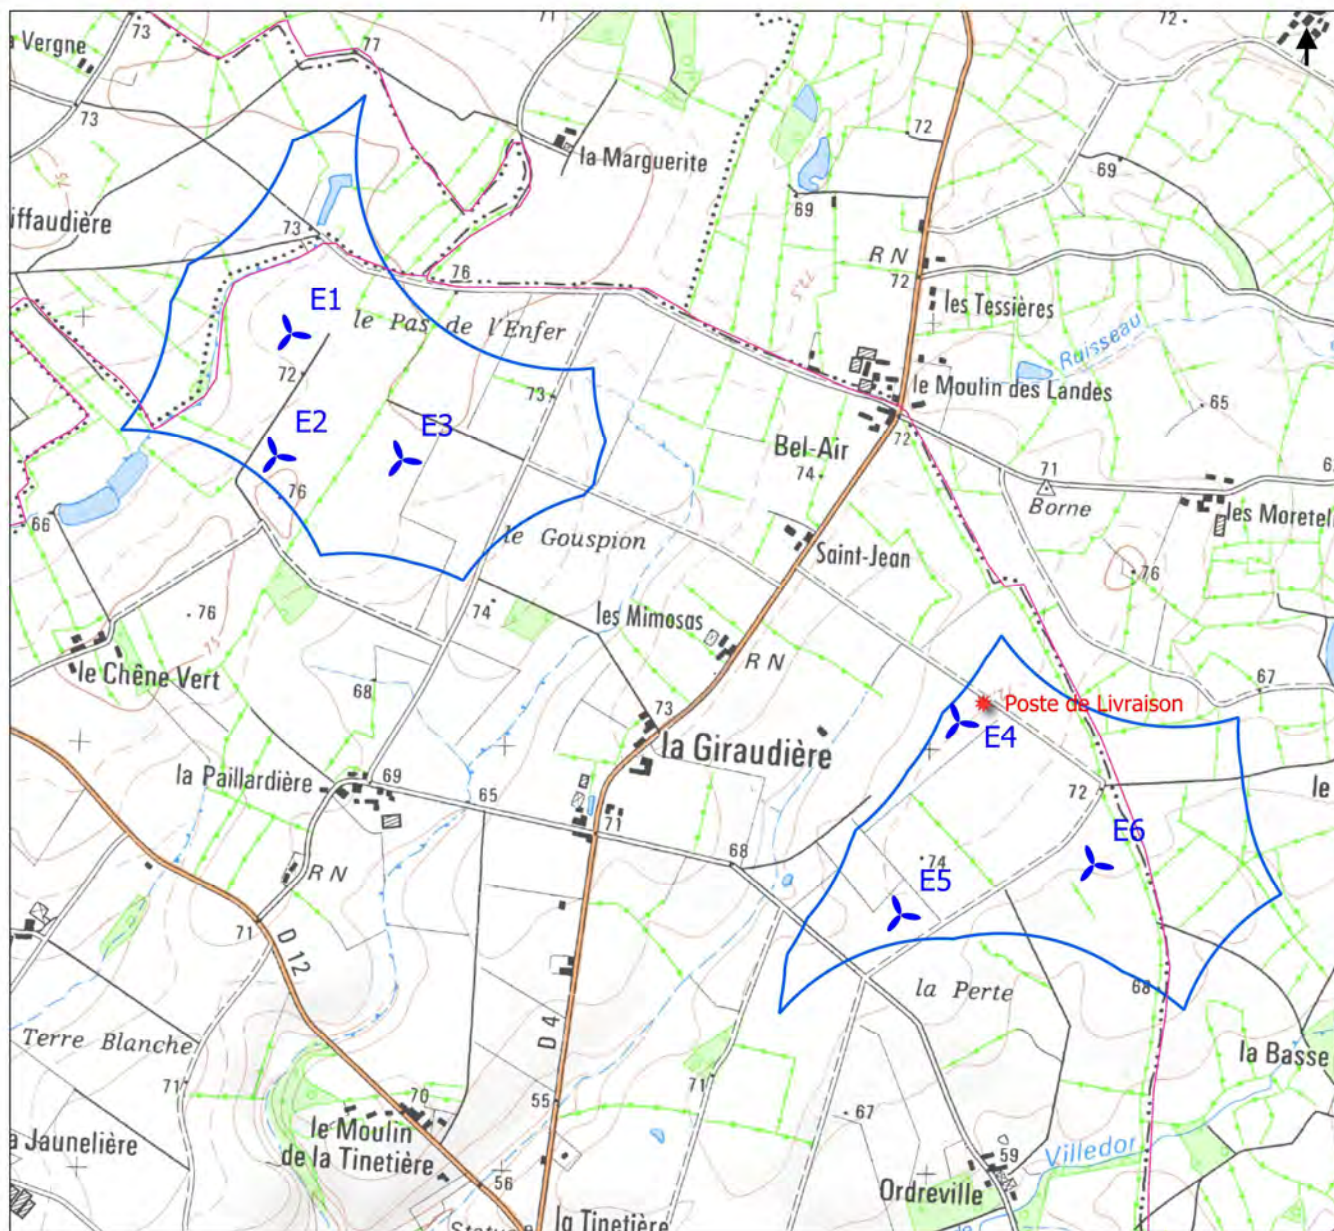 73
71
72
a Vergne
77
73
72
la Marguerite
69
75
69
iffaudière
73
RN
76
72,5
72
les Tessières
E1
le Pas de l'Enfer
Ruisseau
72
le Moulin des Landes
73
65
E2
E3
72
Bel-Air
74
71
76
Borne
les Moretel
66
le Gouspion
Saint-Jean
76
76
74
les Mimosas
75
RN
le Chêne Vert
68
67
73
Poste de Livraison
E4
la Giraudière
la Paillardière
69
65
72
le
71
E6
68
74
RN
E5
71
D 12
la Perte
68
Terre Blanche
D 4
la Basse
71
71
70
55
67
le Moulin
de la Tinetière
a Jaunelière
59
Villedor
56
Ordreville
la Tinetière